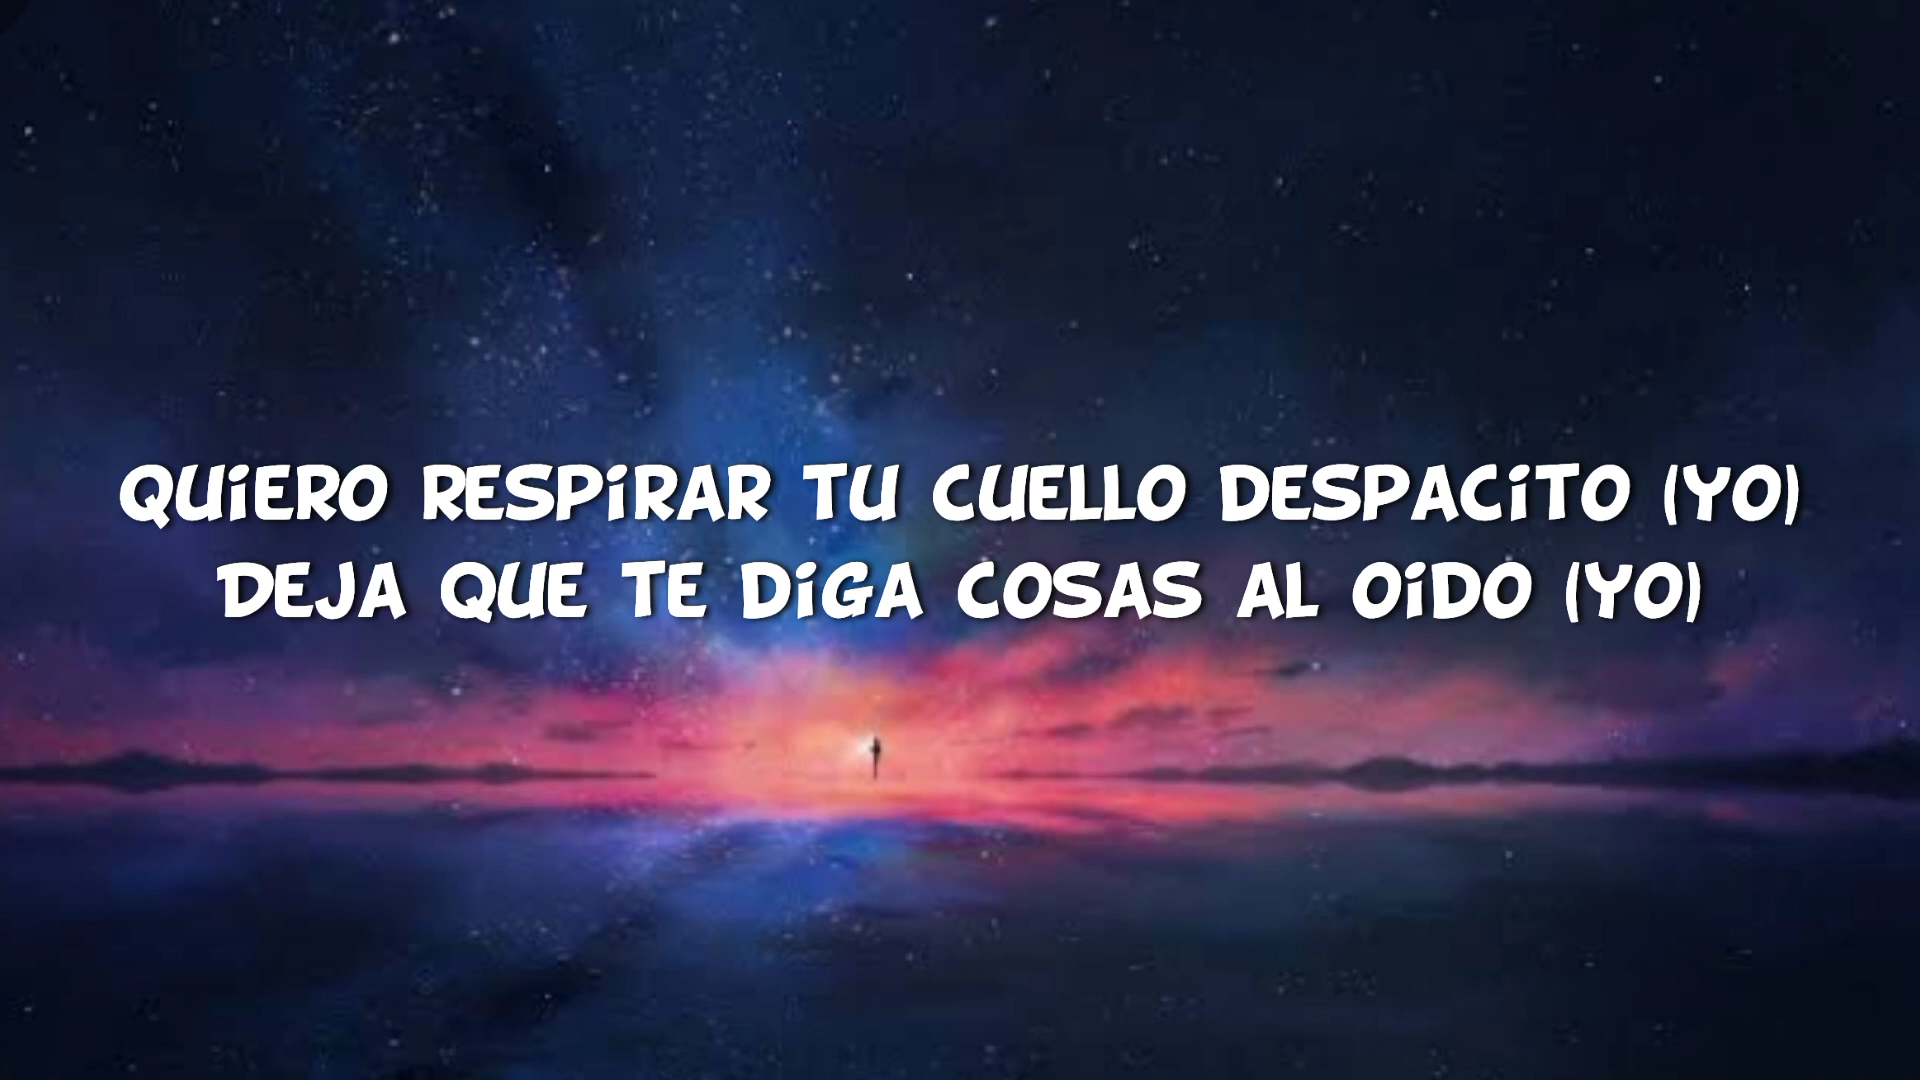 QUiERO RESPiRAR TU CUELLO DESPACiTO (YO)
DEJA QUE TE DiGA COSAS AL OiDO (YO)